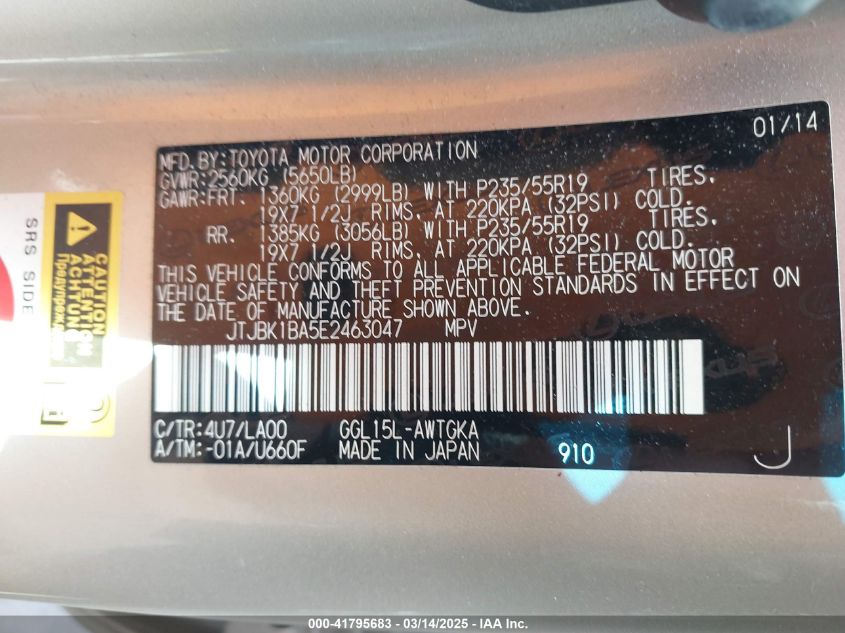 01/14
MFD. BY: TOYOTA MOTOR CORPORATION
GVWR: 2560KG (5650LB)
GAWR: FRT. 1360KG (2999LB) WITH P235/55R19 TIRES.
19X7 1/2J RIMS. AT 220KPA (32PSI) COLD.
RR. 1385KG (3056LB) WITH P235/55R19 TIRES.
19X7 1/2J RIMS. AT 220KPA (32PSI) COLD.
THIS VEHICLE CONFORMS TO ALL APPLICABLE FEDERAL MOTOR
VEHICLE SAFETY AND THEFT PREVENTION STANDARDS IN EFFECT ON
THE DATE OF MANUFACTURE SHOWN ABOVE.
JTJBK1BA5E2463047 MPV
C/TR: 4U7/LA00 GGL15L-AWTGKA
A/TM: -01A/U660F MADE IN JAPAN 910 J
SRS SIDE
CAUTION
ATTENTION
ACHTUNG
000-41795683 - 03/14/2025 - IAA Inc.